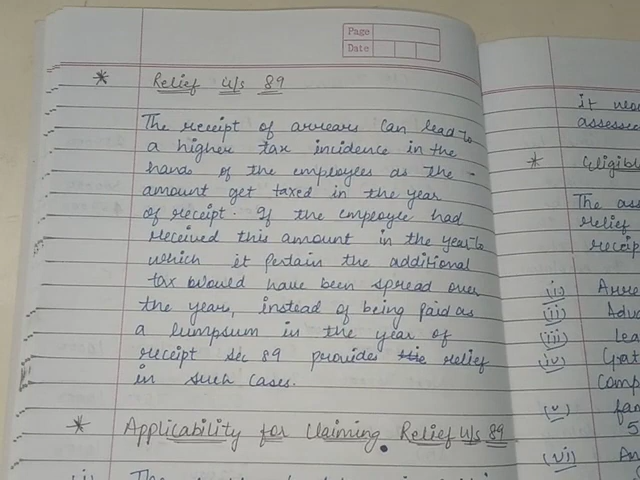 Page
Date
* Relief U/s 89
The receipt of arrears can lead to
a higher tax incidence in the
hands of the employees as the -
amount get taxed in the year
of receipt. If the employee had
received this amount in the year to
which it pertain the additional
tax would have been spread over
the year, instead of being paid as
a lumpsum in the year of
receipt sec 89 provides relief
in such cases.
* Applicability for Claiming Relief U/s 89
it
assessee
* Eligible
The ass
relief
receip
(i) Arre
(ii) Adva
(iii) Lea
(iv) Grat
Comp
(v) fam
5
(vi) An